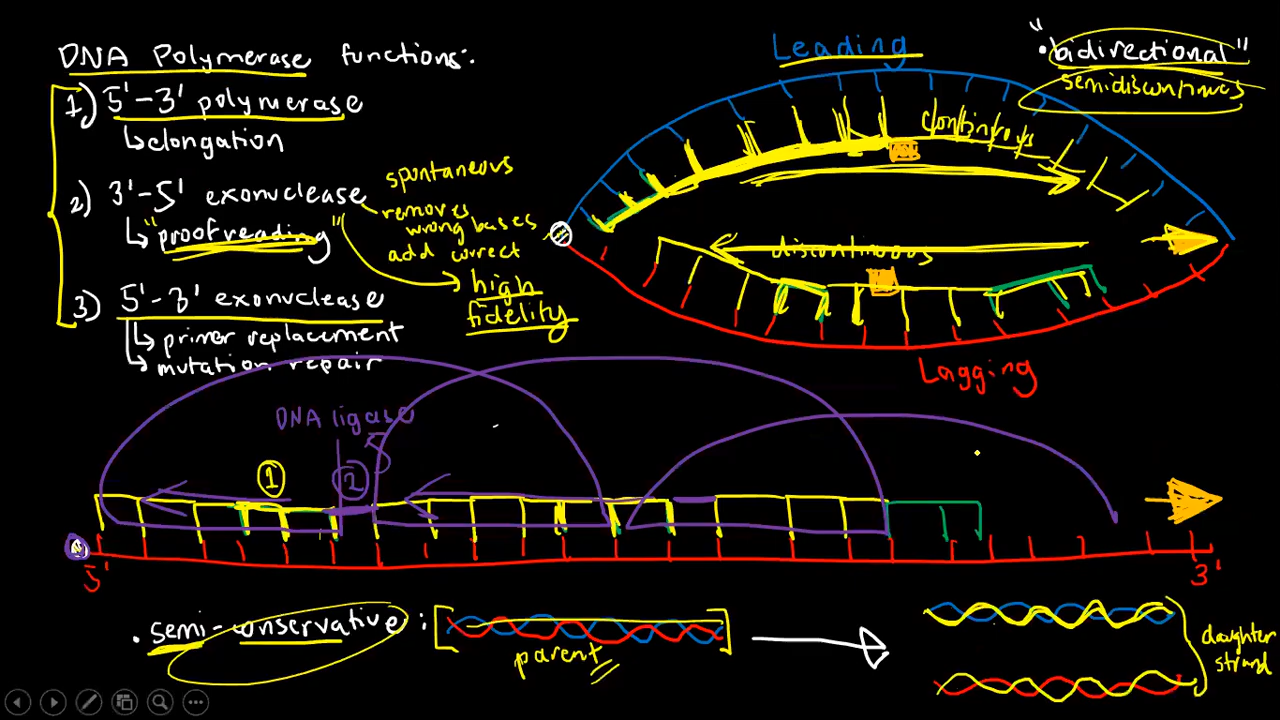 DNA Polymerase functions:
1) 5'-3' polymerase
elongation
2) 3'-5' exonuclease
"proofreading"
spontaneous
removes
wrong bases
add correct
high
fidelity
3) 5'-3' exonuclease
primer replacement
mutation repair
Leading
"bidirectional"
semidiscontinuous
continuous
discontinuous
Lagging
DNA ligase
1
2
5'
3'
semi-conservative:
parent
daughter
strand